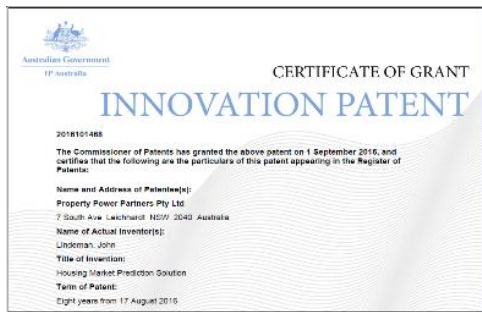 Australian Government
IP Australia
CERTIFICATE OF GRANT
INNOVATION PATENT
2016101468
The Commissioner of Patents has granted the above patent on 1 September 2016, and
certifies that the following are the particulars of this patent appearing in the Register of
Patents:
Name and Address of Patentee(s):
Property Power Partners Pty Ltd
7 South Ave Leichhardt NSW 2040 Australia
Name of Actual Inventor(s):
Lindeman, John
Title of Invention:
Housing Market Prediction Solution
Term of Patent:
Eight years from 17 August 2016